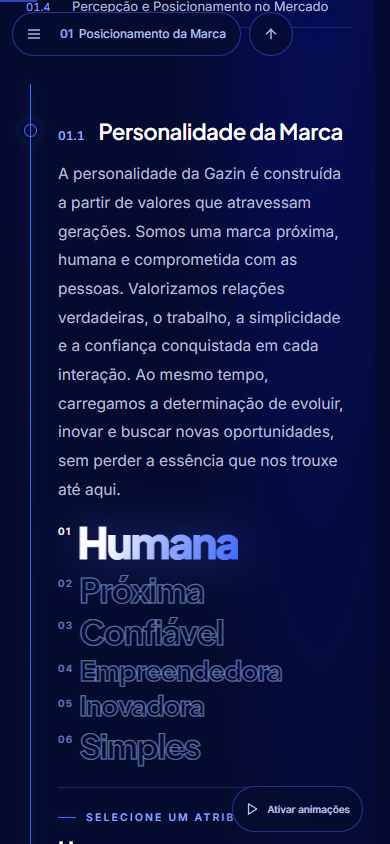 01.4 Percepção e Posicionamento no Mercado
01 Posicionamento da Marca
01.1 Personalidade da Marca
A personalidade da Gazin é construída
a partir de valores que atravessam
gerações. Somos uma marca próxima,
humana e comprometida com as
pessoas. Valorizamos relações
verdadeiras, o trabalho, a simplicidade
e a confiança conquistada em cada
interação. Ao mesmo tempo,
carregamos a determinação de evoluir,
inovar e buscar novas oportunidades,
sem perder a essência que nos trouxe
até aqui.
01 Humana
02 Próxima
03 Confiável
04 Empreendedora
05 Inovadora
06 Simples
SELECIONE UM ATRIB
Ativar animações